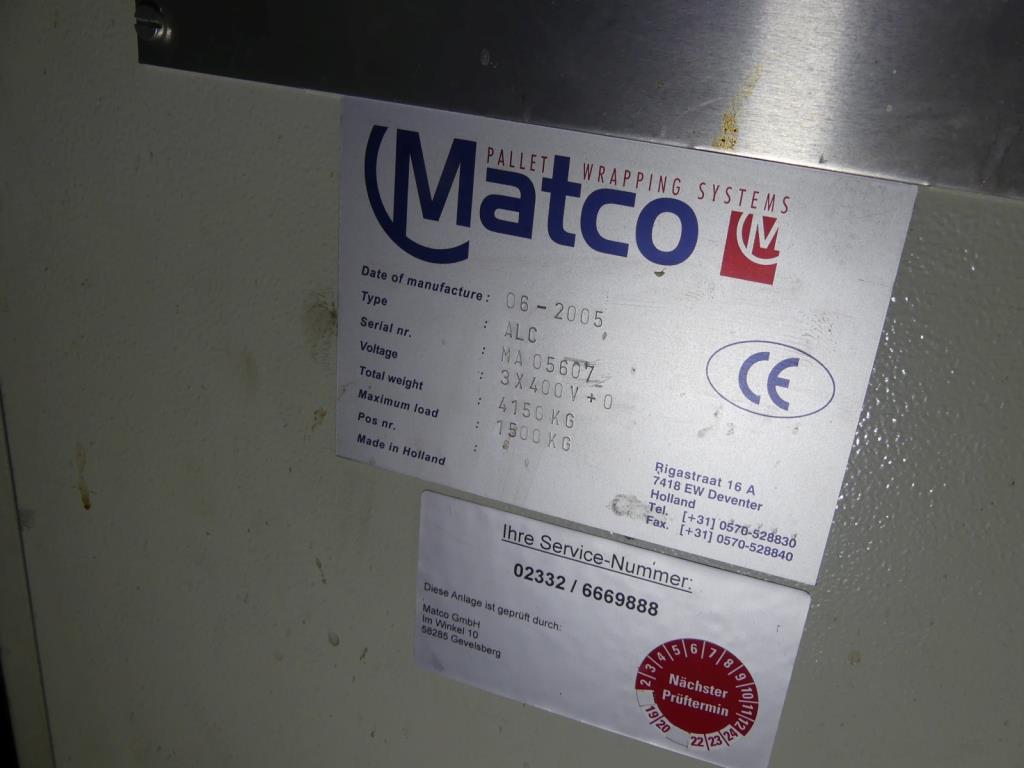 PALLET WRAPPING SYSTEMS
Matco M
Date of manufacture: 06-2005
Type : ALC
Serial nr. : MA 05607
Voltage : 3X400V+0
Total weight : 4150KG
Maximum load : 1500KG
Pos nr. :
Made in Holland
CE
Rigastraat 16 A
7418 EW Deventer
Holland
Tel. [+31] 0570-528830
Fax. [+31] 0570-528840
Ihre Service-Nummer:
02332 / 6669888
Diese Anlage ist geprüft durch:
Matco GmbH
Im Winkel 10
58285 Gevelsberg
2 3 4 5 6 7 8 9 10 11 12
Nächster
Prüftermin
19 20 22 23 24